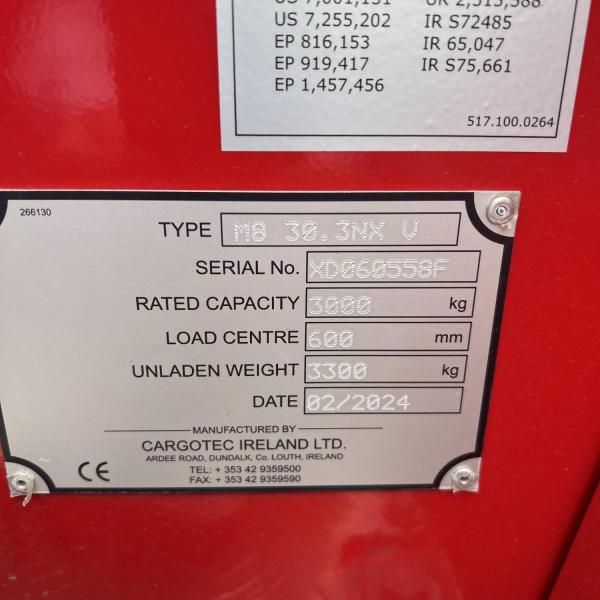 US 7,255,202 IR S72485
EP 816,153 IR 65,047
EP 919,417 IR S75,661
EP 1,457,456
517.100.0264
266130
TYPE M8 30.3NX V
SERIAL No. XD060558F
RATED CAPACITY 3000 kg
LOAD CENTRE 600 mm
UNLADEN WEIGHT 3300 kg
DATE 02/2024
MANUFACTURED BY
CARGOTEC IRELAND LTD.
ARDEE ROAD, DUNDALK, Co. LOUTH, IRELAND
CE TEL: + 353 42 9359500
FAX: + 353 42 9359590